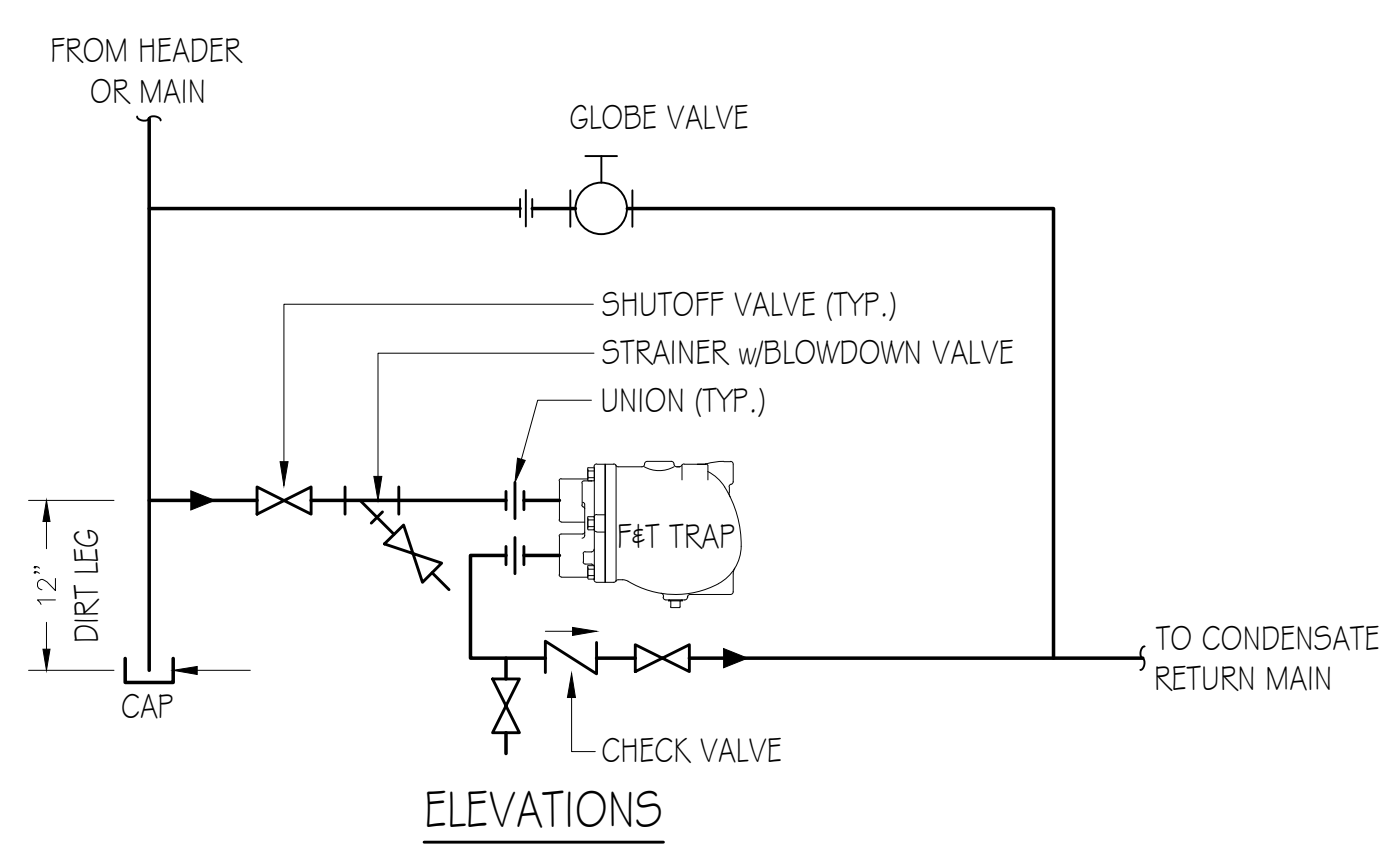 FROM HEADER
OR MAIN
GLOBE VALVE
SHUTOFF VALVE (TYP.)
STRAINER w/BLOWDOWN VALVE
UNION (TYP.)
F&T TRAP
12”
DIRT LEG
CAP
TO CONDENSATE
RETURN MAIN
CHECK VALVE
ELEVATIONS